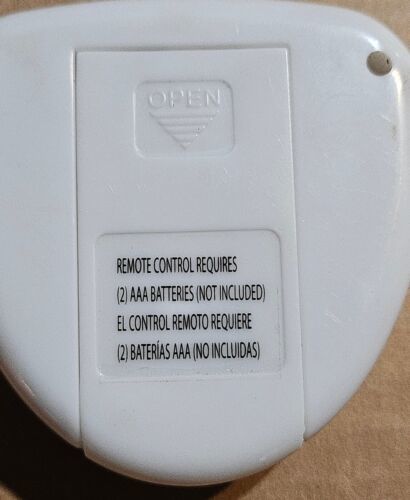 OPEN
REMOTE CONTROL REQUIRES
(2) AAA BATTERIES (NOT INCLUDED)
EL CONTROL REMOTO REQUIERE
(2) BATERÍAS AAA (NO INCLUIDAS)